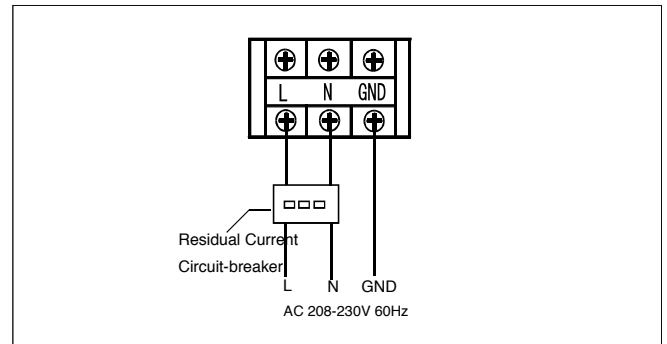 L N GND
Residual Current
Circuit-breaker
L N GND
AC 208-230V 60Hz